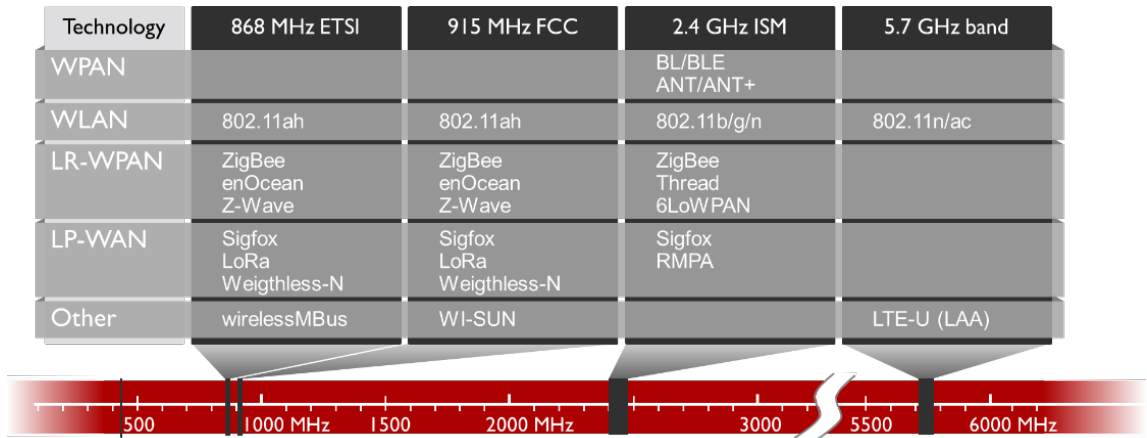 Technology 868 MHz ETSI 915 MHz FCC 2.4 GHz ISM 5.7 GHz band
WPAN BL/BLE
ANT/ANT+
WLAN 802.11ah 802.11ah 802.11b/g/n 802.11n/ac
LR-WPAN ZigBee ZigBee ZigBee
enOcean enOcean Thread
Z-Wave Z-Wave 6LoWPAN
LP-WAN Sigfox Sigfox Sigfox
LoRa LoRa RMPA
Weigthless-N Weigthless-N
Other wirelessMBus WI-SUN LTE-U (LAA)
500 1000 MHz 1500 2000 MHz 3000 5500 6000 MHz